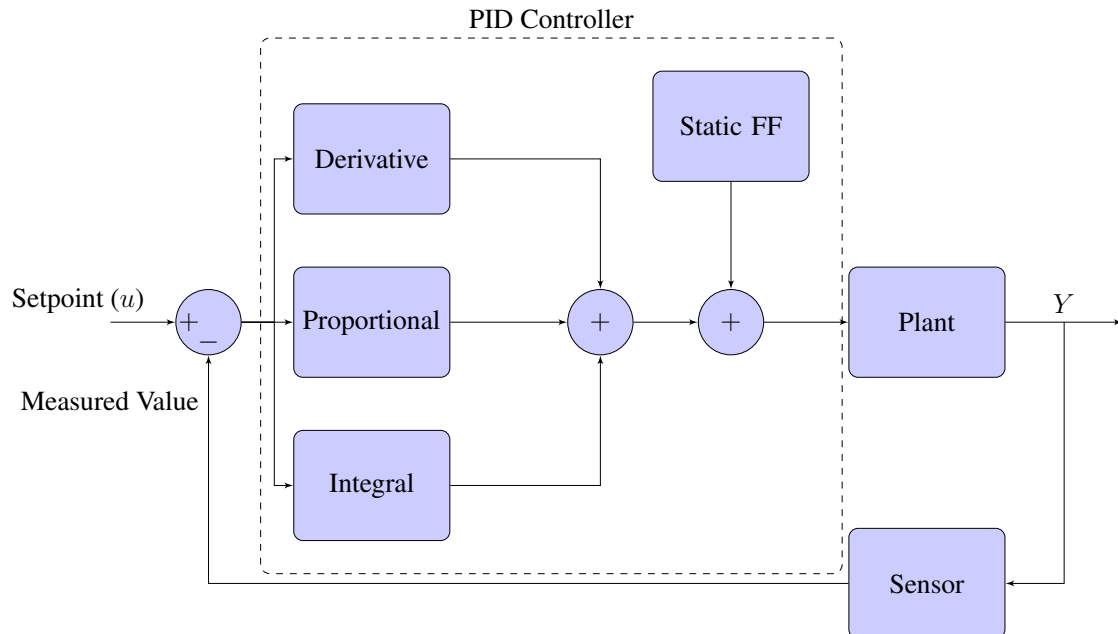 PID Controller
Static FF
Derivative
Setpoint (u)
+
−
Proportional
+
+
Plant
Y
Measured Value
Integral
Sensor